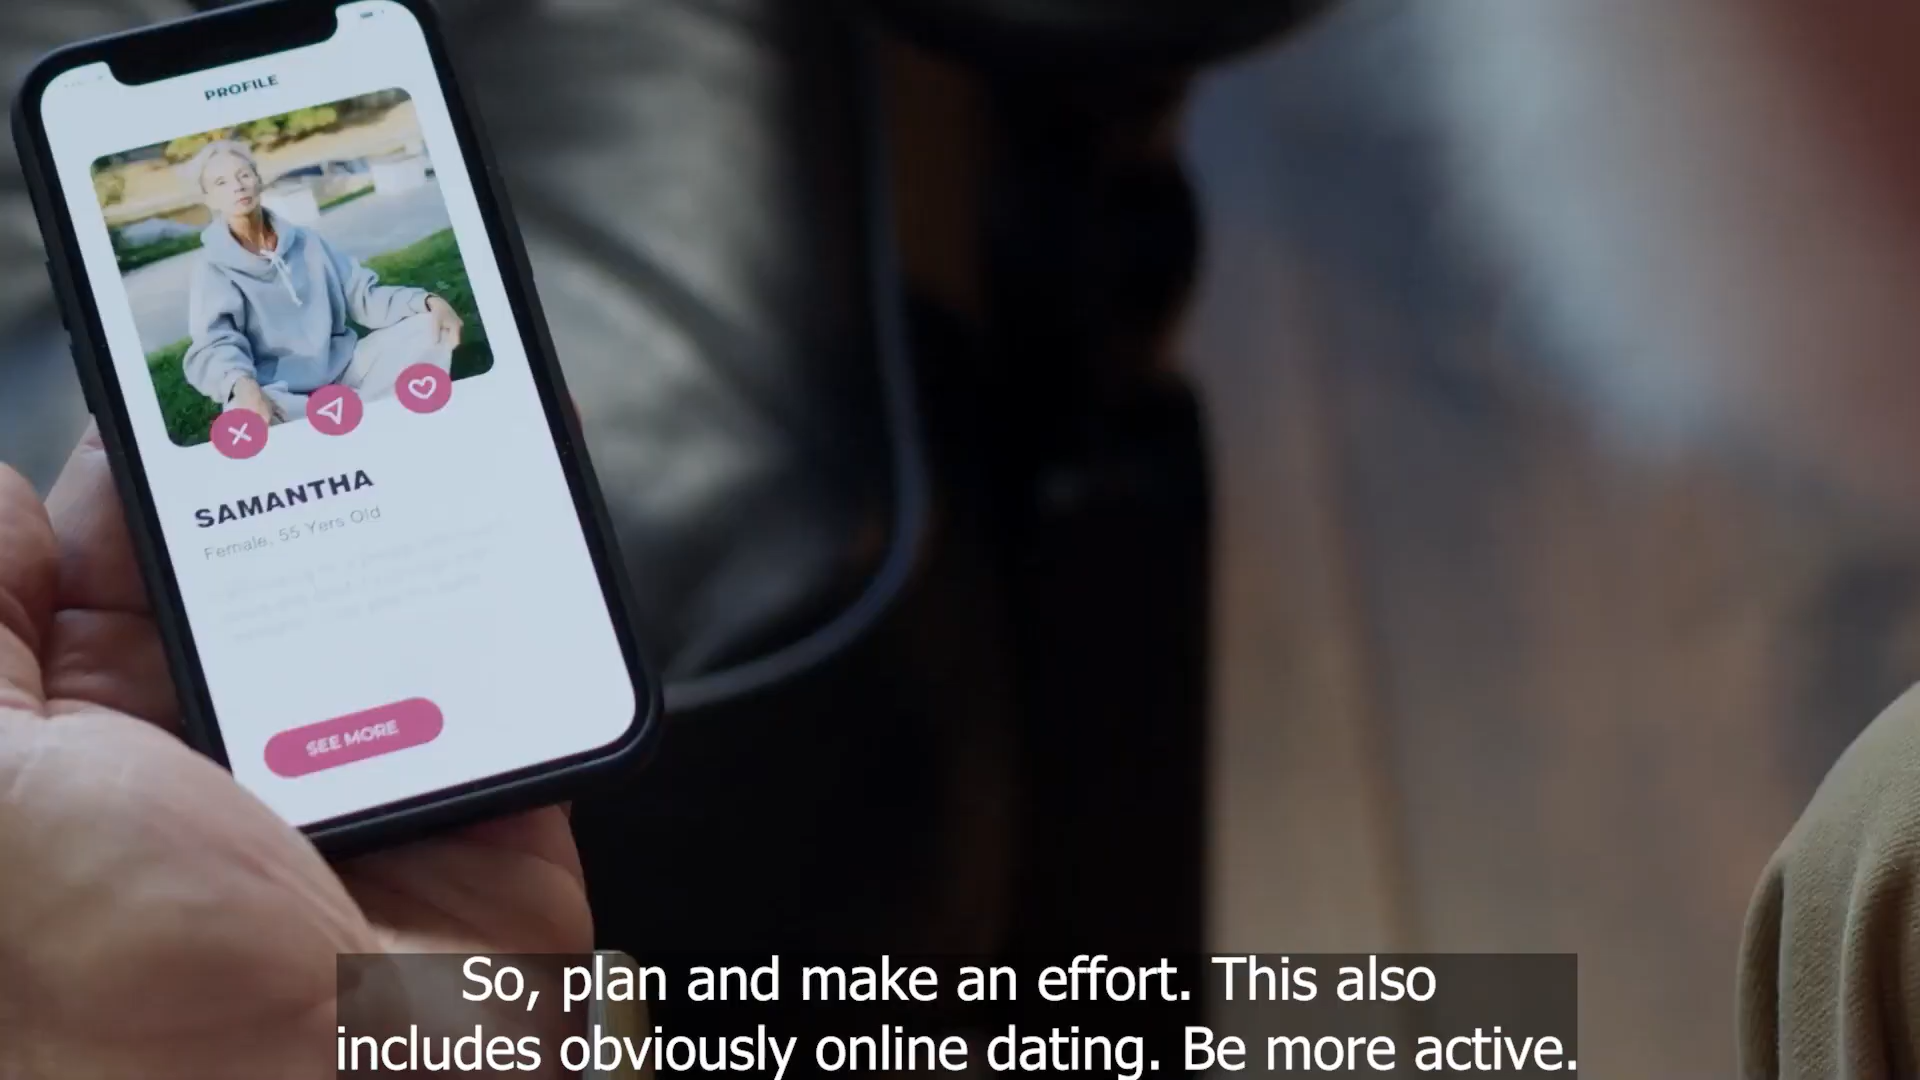 PROFILE
SAMANTHA
Female, 55 Yers Old
SEE MORE
So, plan and make an effort. This also
includes obviously online dating. Be more active.